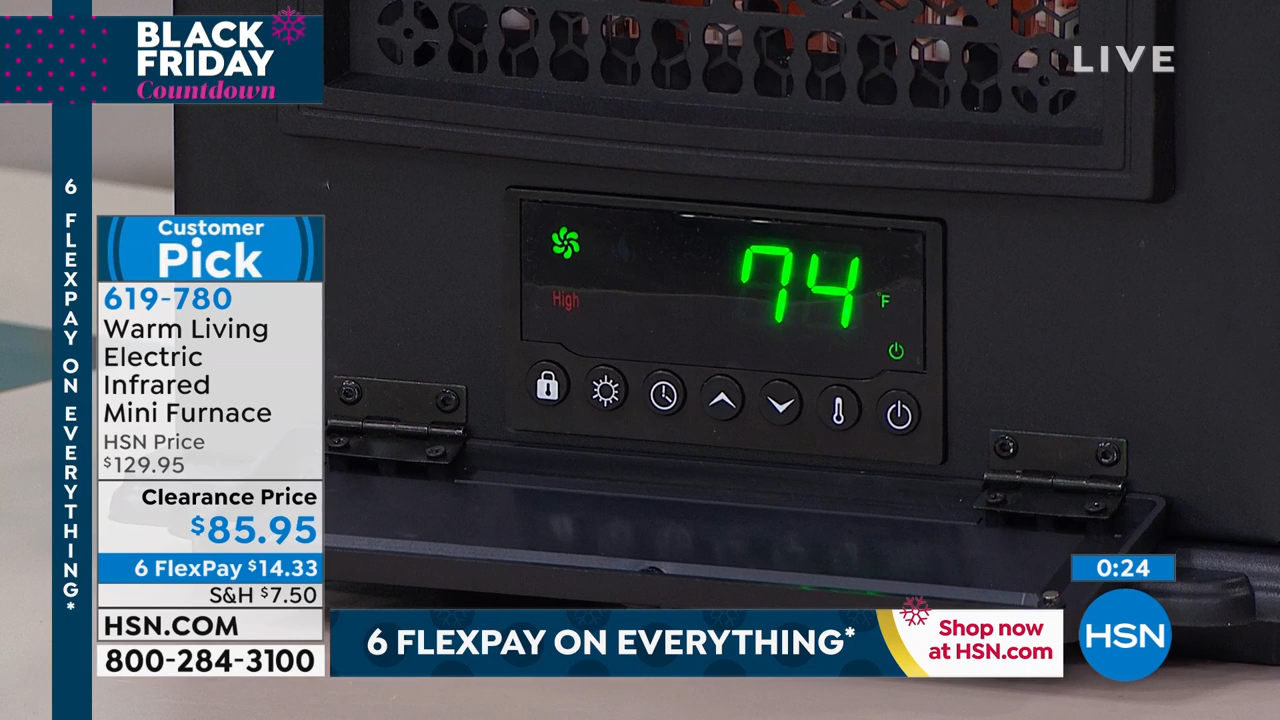 BLACK
FRIDAY
Countdown
LIVE
6 FLEXPAY ON EVERYTHING*
Customer
Pick
619-780
Warm Living
Electric
Infrared
Mini Furnace
HSN Price
$129.95
Clearance Price
$85.95
6 FlexPay $14.33
S&H $7.50
HSN.COM
800-284-3100
74
°F
High
0:24
6 FLEXPAY ON EVERYTHING*
Shop now
at HSN.com
HSN